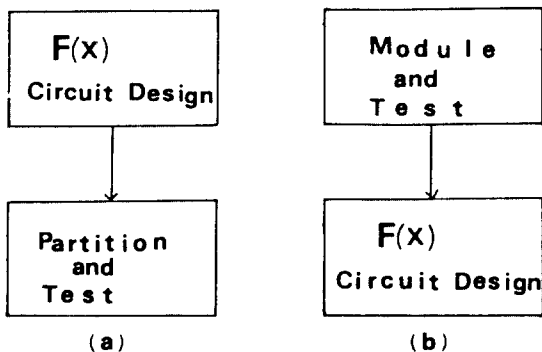 F(x)
Circuit Design
Partition
and
Test
(a)
Module
and
Test
F(x)
Circuit Design
(b)